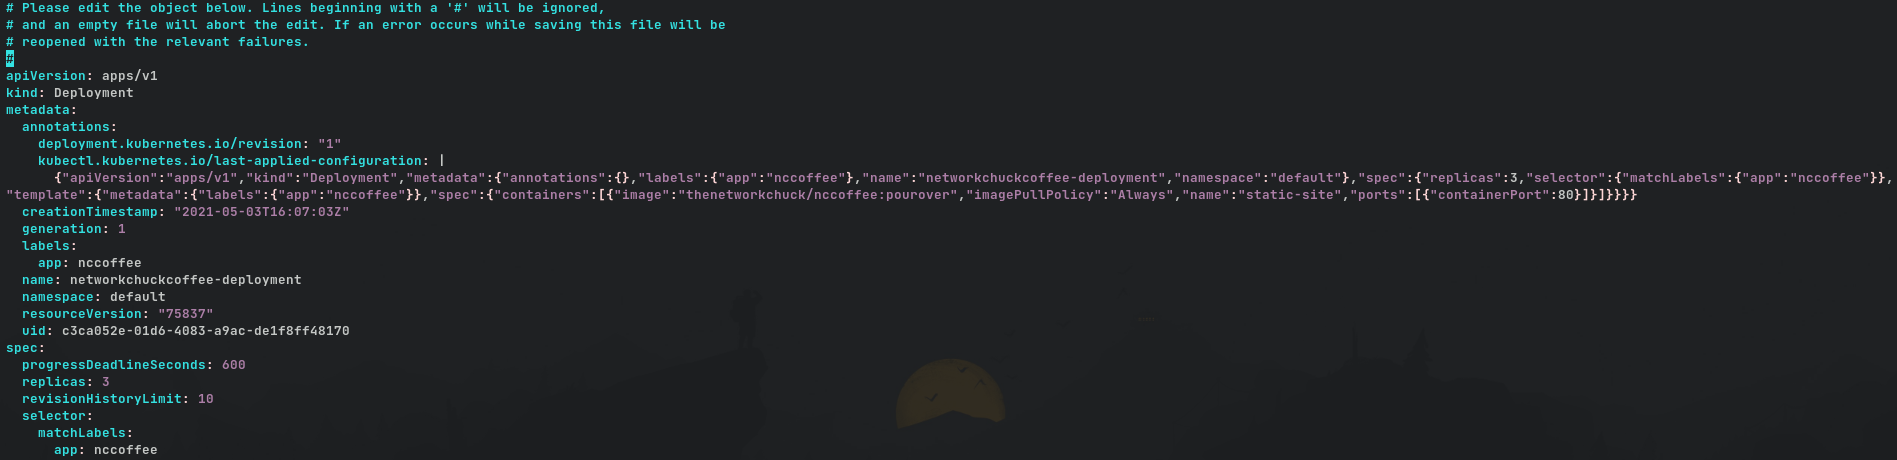 # Please edit the object below. Lines beginning with a '#' will be ignored,
# and an empty file will abort the edit. If an error occurs while saving this file will be
# reopened with the relevant failures.
#
apiVersion: apps/v1
kind: Deployment
metadata:
  annotations:
    deployment.kubernetes.io/revision: "1"
    kubectl.kubernetes.io/last-applied-configuration: |
      {"apiVersion":"apps/v1","kind":"Deployment","metadata":{"annotations":{},"labels":{"app":"nccoffee"},"name":"networkchuckcoffee-deployment","namespace":"default"},"spec":{"replicas":3,"selector":{"matchLabels":{"app":"nccoffee"}},
"template":{"metadata":{"labels":{"app":"nccoffee"}},"spec":{"containers":[{"image":"thenetworkchuck/nccoffee:pourover","imagePullPolicy":"Always","name":"static-site","ports":[{"containerPort":80}]}]}}}}
  creationTimestamp: "2021-05-03T16:07:03Z"
  generation: 1
  labels:
    app: nccoffee
  name: networkchuckcoffee-deployment
  namespace: default
  resourceVersion: "75837"
  uid: c3ca052e-01d6-4083-a9ac-de1f8ff48170
spec:
  progressDeadlineSeconds: 600
  replicas: 3
  revisionHistoryLimit: 10
  selector:
    matchLabels:
      app: nccoffee